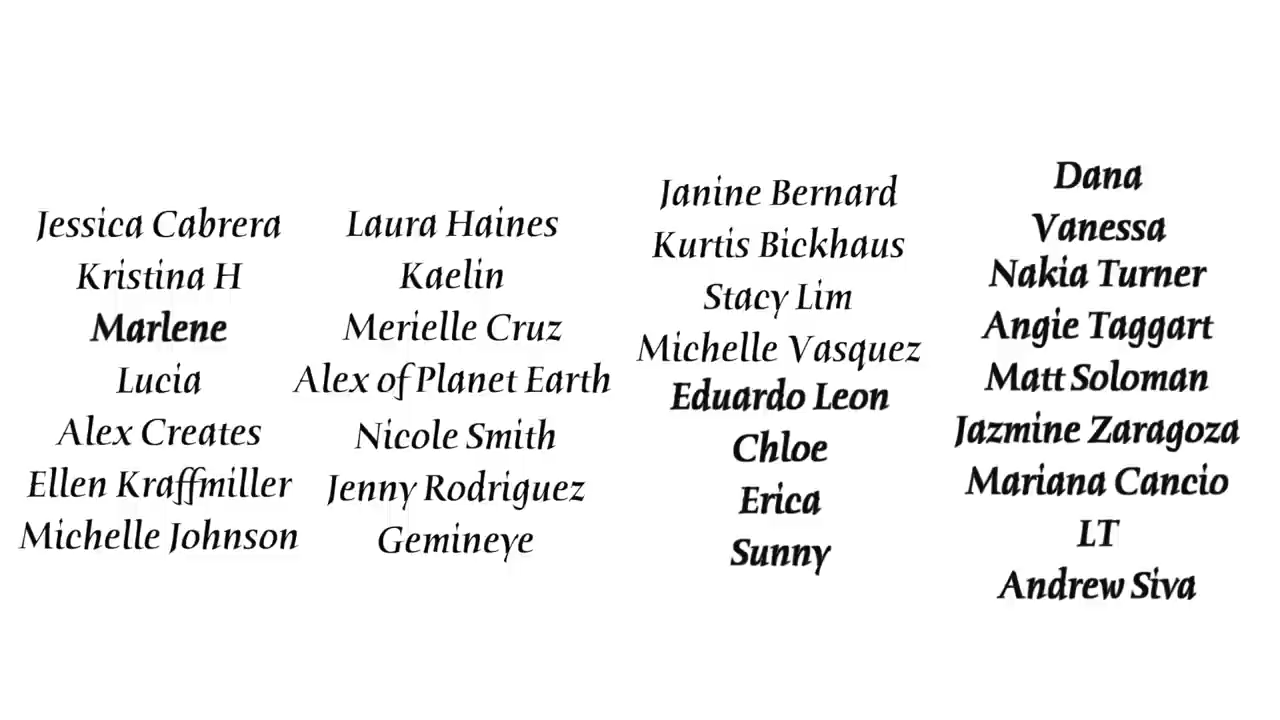 Jessica Cabrera
Kristina H
Marlene
Lucia
Alex Creates
Ellen Kraffmiller
Michelle Johnson
Laura Haines
Kaelin
Merielle Cruz
Alex of Planet Earth
Nicole Smith
Jenny Rodriguez
Gemineye
Janine Bernard
Kurtis Bickhaus
Stacy Lim
Michelle Vasquez
Eduardo Leon
Chloe
Erica
Sunny
Dana
Vanessa
Nakia Turner
Angie Taggart
Matt Soloman
Jazmine Zaragoza
Mariana Cancio
LT
Andrew Siva